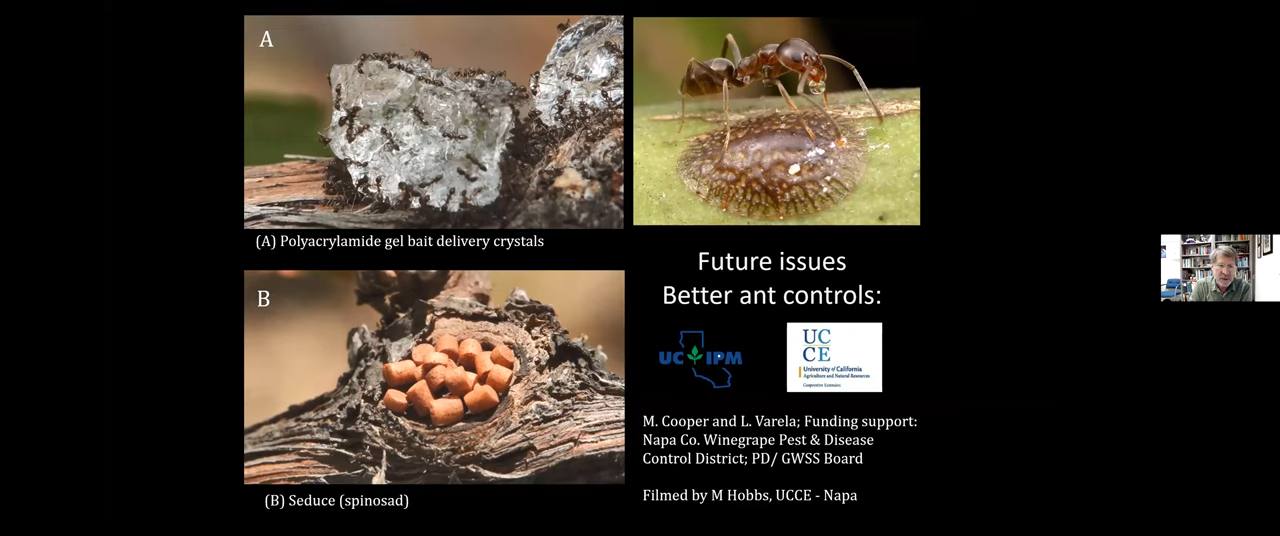 A
(A) Polyacrylamide gel bait delivery crystals
B
(B) Seduce (spinosad)
Future issues
Better ant controls:
UC IPM
UC
CE
University of California
Agriculture and Natural Resources
Cooperative Extension
M. Cooper and L. Varela; Funding support:
Napa Co. Winegrape Pest & Disease
Control District; PD/ GWSS Board
Filmed by M Hobbs, UCCE - Napa